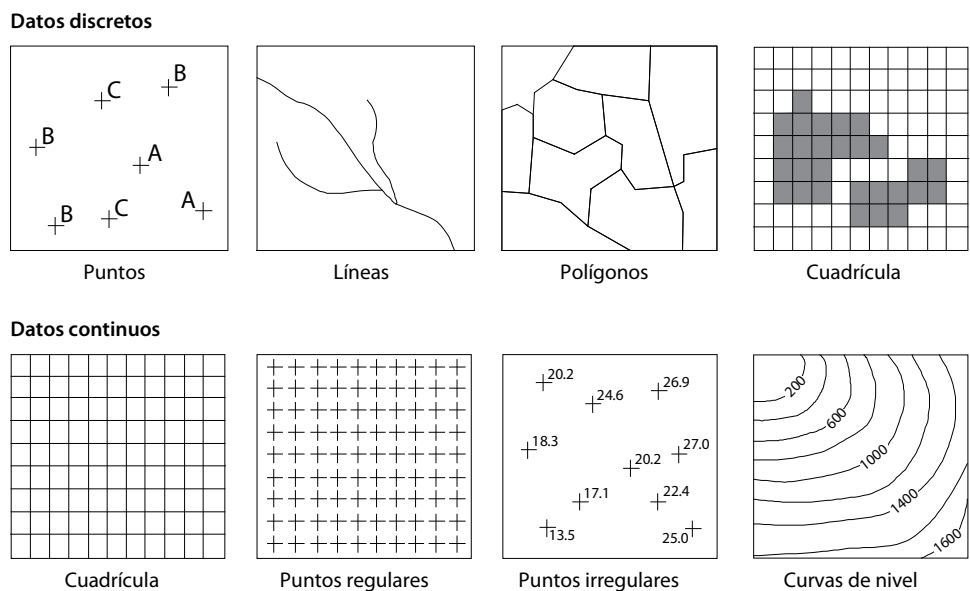 Datos discretos
B
C
B
A
B
C
A
Puntos
Líneas
Polígonos
Cuadrícula
Datos continuos
20.2
24.6
26.9
18.3
20.2
27.0
17.1
22.4
13.5
25.0
200
600
1000
1400
1600
Cuadrícula
Puntos regulares
Puntos irregulares
Curvas de nivel